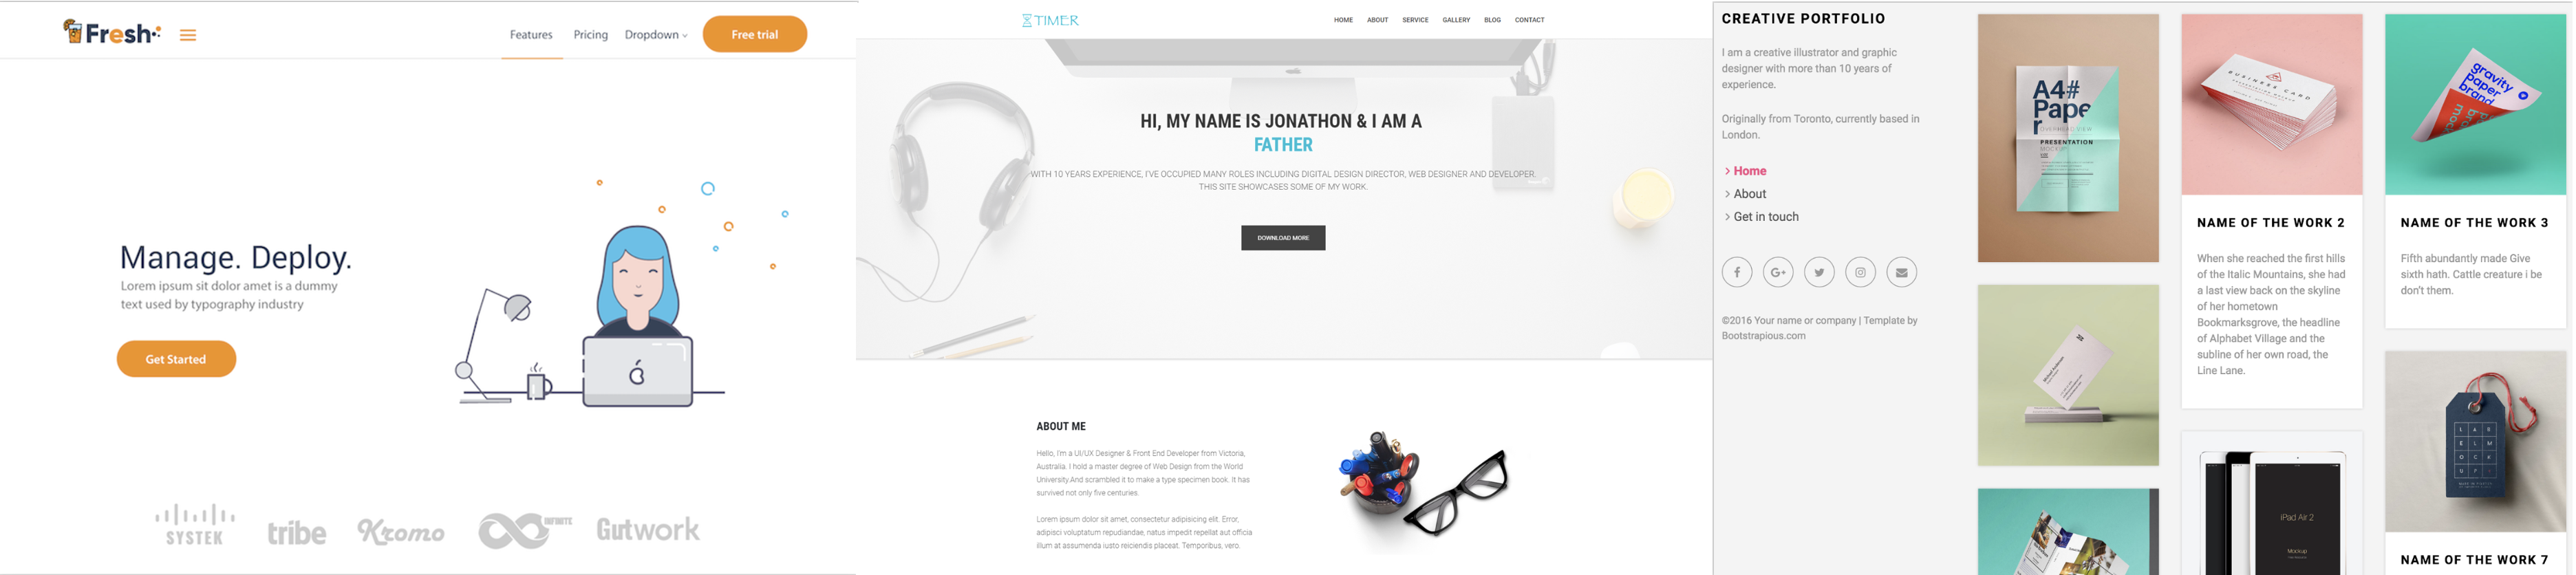 Fresh
Features
Pricing
Dropdown
Free trial
Manage. Deploy.
Lorem ipsum sit dolor amet is a dummy
text used by typography industry
Get Started
SYSTEK
tribe
Kromo
INFINITE
Gutwork
TIMER
HOME
ABOUT
SERVICE
GALLERY
BLOG
CONTACT
HI, MY NAME IS JONATHON & I AM A
FATHER
WITH 10 YEARS EXPERIENCE, I'VE OCCUPIED MANY ROLES INCLUDING DIGITAL DESIGN DIRECTOR, WEB DESIGNER AND DEVELOPER.
THIS SITE SHOWCASES SOME OF MY WORK.
DOWNLOAD MORE
ABOUT ME
Hello, I'm a UI/UX Designer & Front End Developer from Victoria,
Australia. I hold a master degree of Web Design from the World
University.And scrambled it to make a type specimen book. It has
survived not only five centuries.
Lorem ipsum dolor sit amet, consectetur adipisicing elit. Error,
adipisci voluptatum repudiandae, natus impedit repellat aut officia
illum at assumenda iusto reiciendis placeat. Temporibus, vero.
CREATIVE PORTFOLIO
I am a creative illustrator and graphic
designer with more than 10 years of
experience.
Originally from Toronto, currently based in
London.
> Home
> About
> Get in touch
©2016 Your name or company | Template by
Bootstrapious.com
A4#
Pape
r
OVERHEAD VIEW
PRESENTATION
MOCKUP
BUSINESS CARD
NAME OF THE WORK 2
When she reached the first hills
of the Italic Mountains, she had
a last view back on the skyline
of her hometown
Bookmarksgrove, the headline
of Alphabet Village and the
subline of her own road, the
Line Lane.
iPad Air 2
Mockup
gravity
paper
brand
NAME OF THE WORK 3
Fifth abundantly made Give
sixth hath. Cattle creature i be
don't them.
NAME OF THE WORK 7